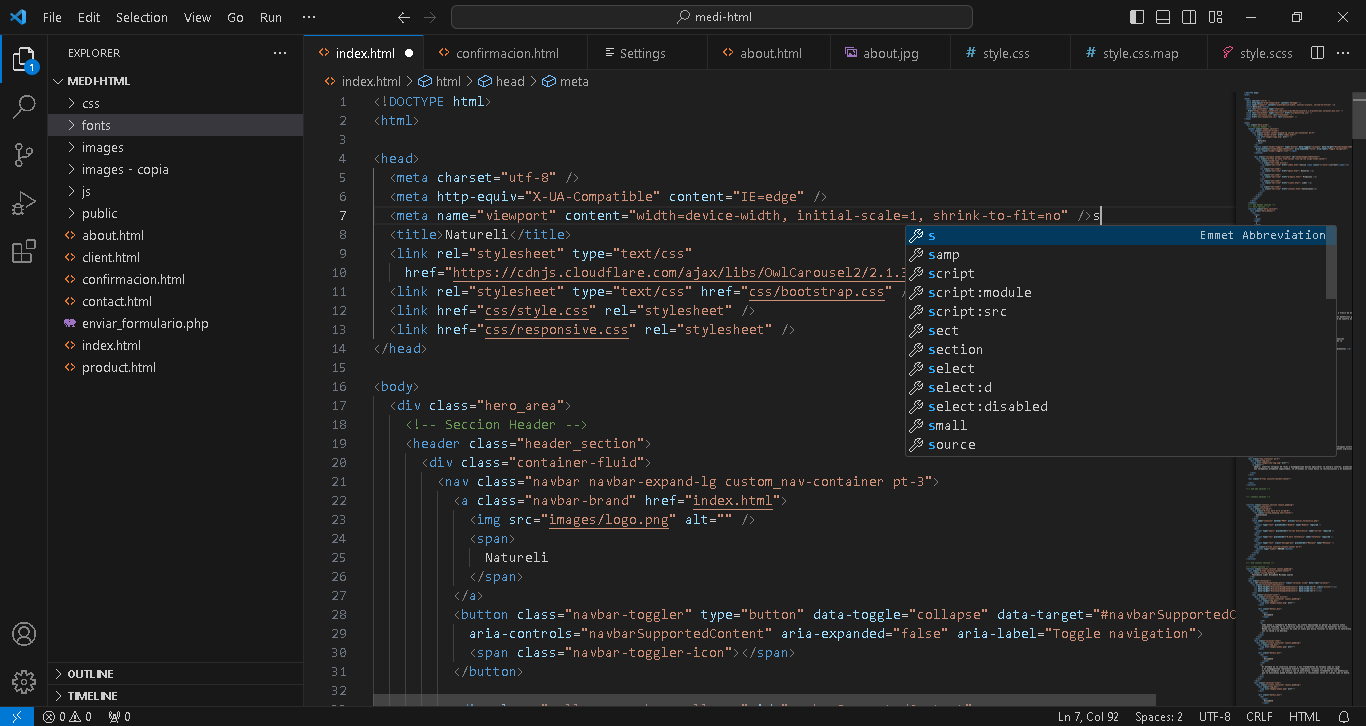 File Edit Selection View Go Run ··· medi-html
EXPLORER ···
1
MEDI-HTML
css
fonts
images
images - copia
js
public
about.html
client.html
confirmacion.html
contact.html
enviar_formulario.php
index.html
product.html
OUTLINE
TIMELINE
index.html confirmacion.html Settings about.html about.jpg style.css style.css.map style.scss ···
index.html > html > head > meta
1 <!DOCTYPE html>
2 <html>
3
4 <head>
5 <meta charset="utf-8" />
6 <meta http-equiv="X-UA-Compatible" content="IE=edge" />
7 <meta name="viewport" content="width=device-width, initial-scale=1, shrink-to-fit=no" />s
8 <title>Natureli</title>
9 <link rel="stylesheet" type="text/css"
10 href="https://cdnjs.cloudflare.com/ajax/libs/OwlCarousel2/2.1.3
11 <link rel="stylesheet" type="text/css" href="css/bootstrap.css" /
12 <link href="css/style.css" rel="stylesheet" />
13 <link href="css/responsive.css" rel="stylesheet" />
14 </head>
15
16 <body>
17 <div class="hero_area">
18 <!-- Seccion Header -->
19 <header class="header_section">
20 <div class="container-fluid">
21 <nav class="navbar navbar-expand-lg custom_nav-container pt-3">
22 <a class="navbar-brand" href="index.html">
23 <img src="images/logo.png" alt="" />
24 <span>
25 Natureli
26 </span>
27 </a>
28 <button class="navbar-toggler" type="button" data-toggle="collapse" data-target="#navbarSupportedC
29 aria-controls="navbarSupportedContent" aria-expanded="false" aria-label="Toggle navigation">
30 <span class="navbar-toggler-icon"></span>
31 </button>
32
s Emmet Abbreviation
samp
script
script:module
script:src
sect
section
select
select:d
select:disabled
small
source
0 0 0 Ln 7, Col 92 Spaces: 2 UTF-8 CRLF HTML